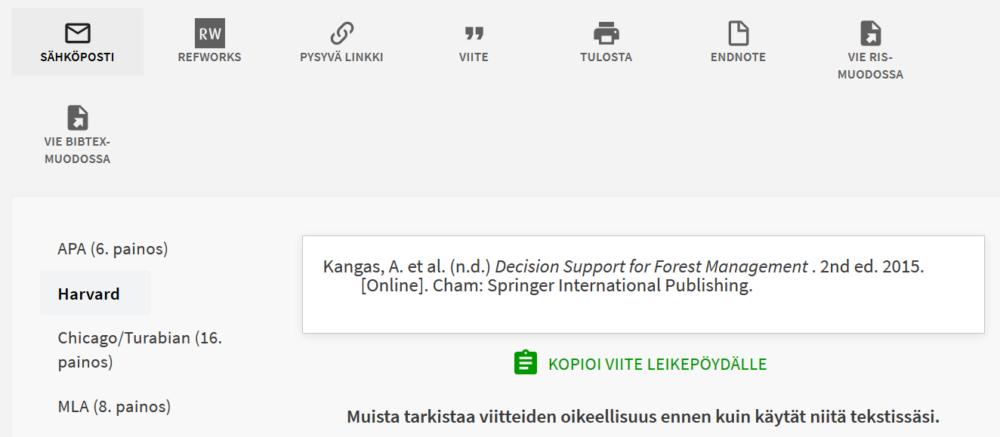 SÄHKÖPOSTI
RW
REFWORKS
PYSYVÄ LINKKI
VIITE
TULOSTA
ENDNOTE
VIE RIS-
MUODOSSA
VIE BIBTEX-
MUODOSSA
APA (6. painos)
Harvard
Chicago/Turabian (16.
painos)
MLA (8. painos)
Kangas, A. et al. (n.d.) Decision Support for Forest Management . 2nd ed. 2015.
[Online]. Cham: Springer International Publishing.
KOPIOI VIITE LEIKEPÖYDÄLLE
Muista tarkistaa viitteiden oikeellisuus ennen kuin käytät niitä tekstissäsi.